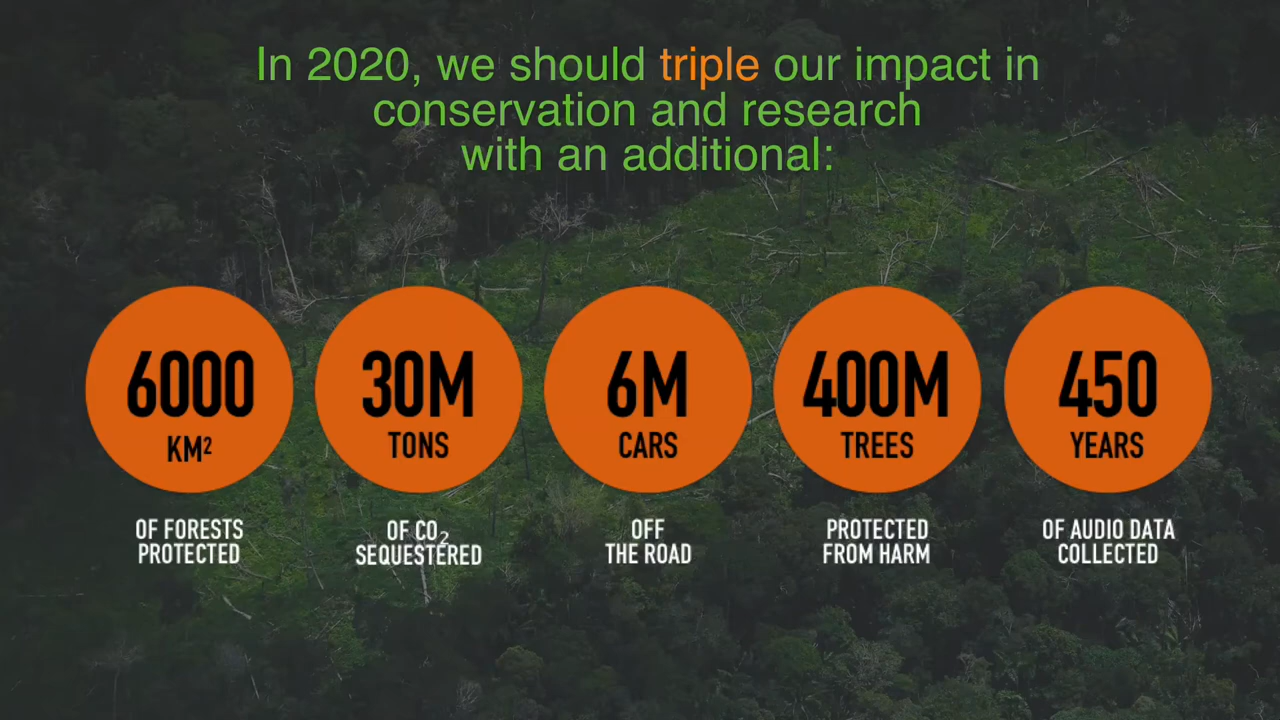 In 2020, we should triple our impact in
conservation and research
with an additional:
6000
KM²
OF FORESTS
PROTECTED
30M
TONS
OF CO₂
SEQUESTERED
6M
CARS
OFF
THE ROAD
400M
TREES
PROTECTED
FROM HARM
450
YEARS
OF AUDIO DATA
COLLECTED